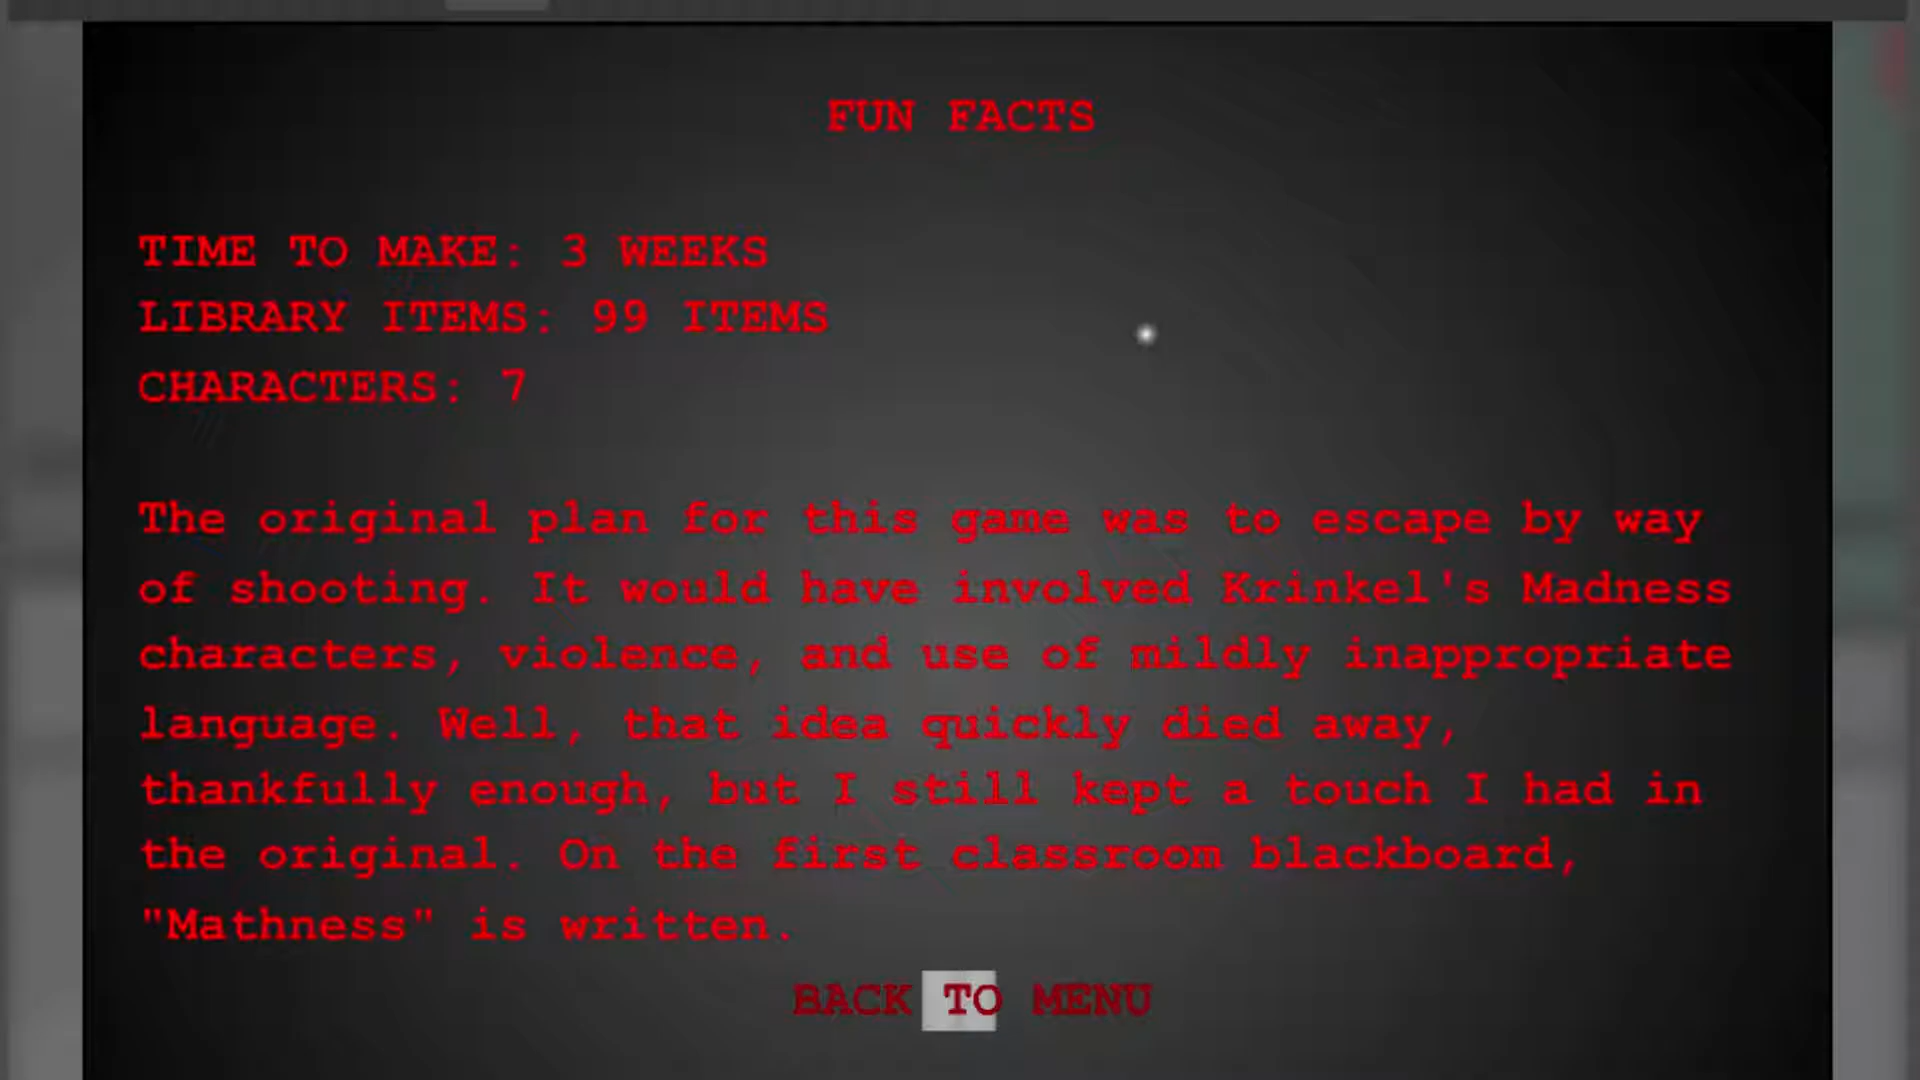 FUN FACTS
TIME TO MAKE: 3 WEEKS
LIBRARY ITEMS: 99 ITEMS
CHARACTERS: 7
The original plan for this game was to escape by way
of shooting. It would have involved Krinkel's Madness
characters, violence, and use of mildly inappropriate
language. Well, that idea quickly died away,
thankfully enough, but I still kept a touch I had in
the original. On the first classroom blackboard,
"Mathness" is written.
BACK TO MENU